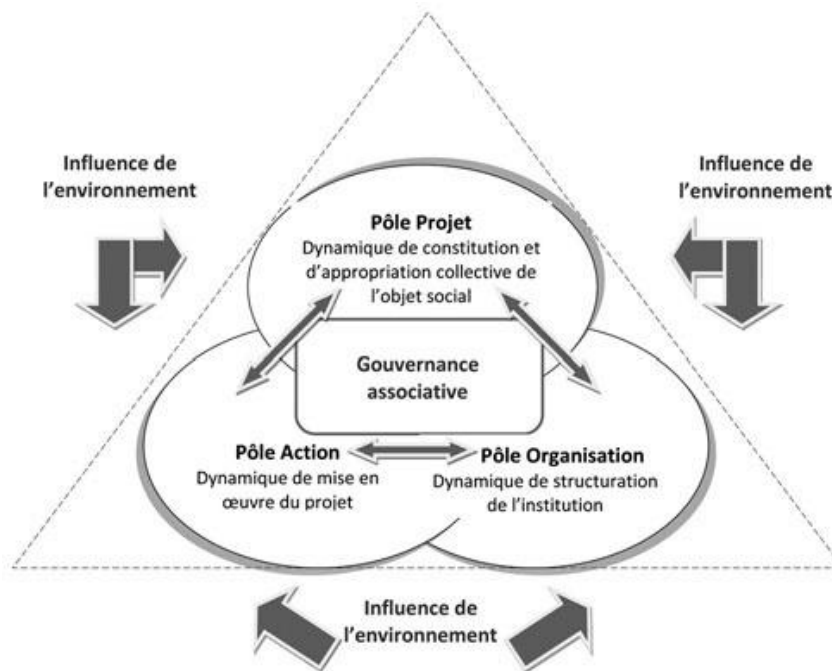 Influence de
l'environnement
Influence de
l'environnement
Pôle Projet
Dynamique de constitution et
d'appropriation collective de
l'objet social
Gouvernance
associative
Pôle Action
Dynamique de mise en
œuvre du projet
Pôle Organisation
Dynamique de structuration
de l'institution
Influence de
l'environnement